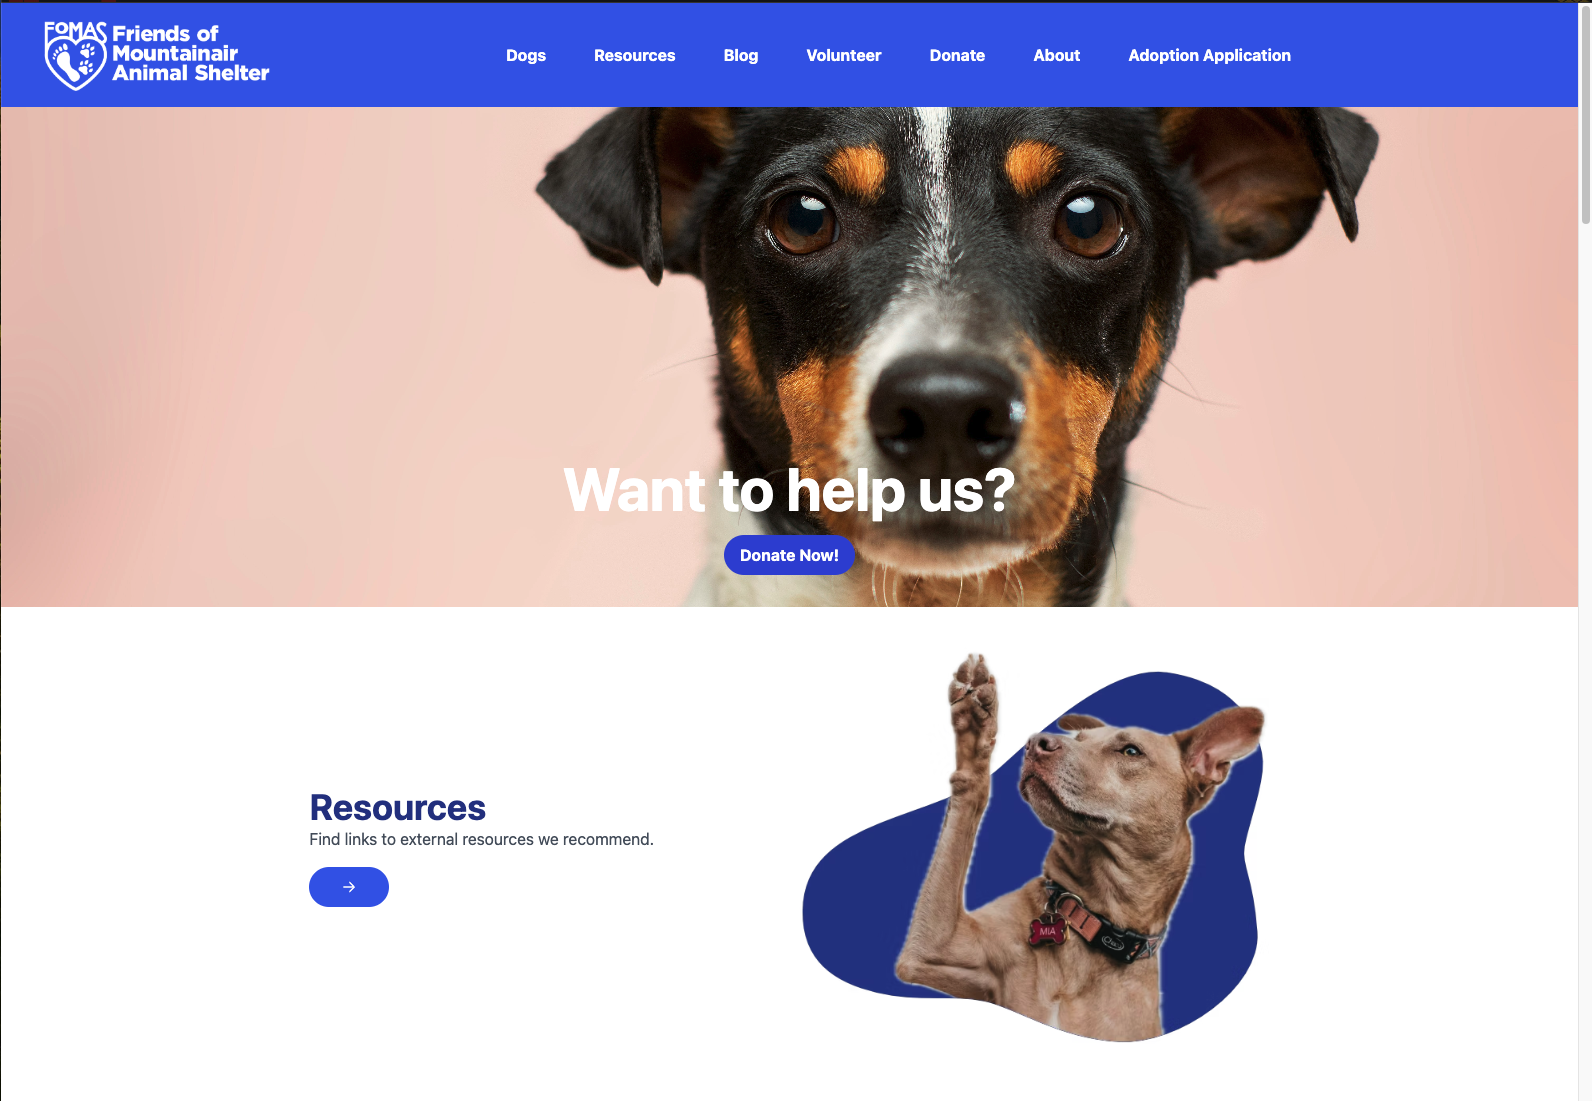 FOMAS
Friends of
Mountainair
Animal Shelter
Dogs Resources Blog Volunteer Donate About Adoption Application
Want to help us?
Donate Now!
Resources
Find links to external resources we recommend.
→
MIA